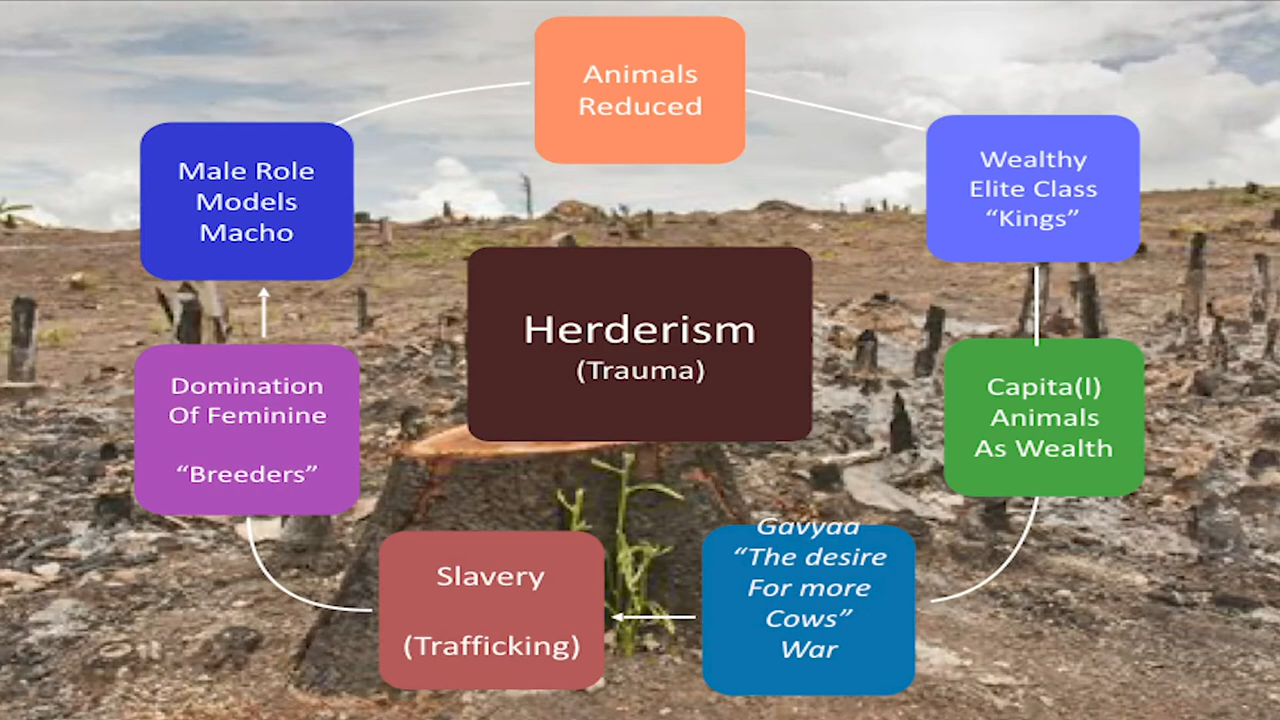 Animals
Reduced
Male Role
Models
Macho
Wealthy
Elite Class
“Kings”
Herderism
(Trauma)
Domination
Of Feminine
“Breeders”
Capita(l)
Animals
As Wealth
Slavery
(Trafficking)
Gavyaa
“The desire
For more
Cows”
War